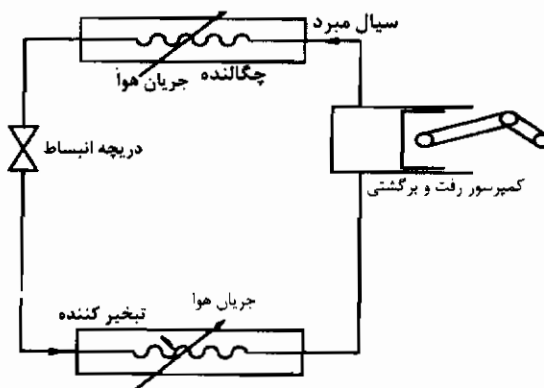 سیال مبرد
جریان هوا
چگالنده
دریچه انبساط
کمپرسور رفت و برگشتی
جریان هوا
تبخیر کننده